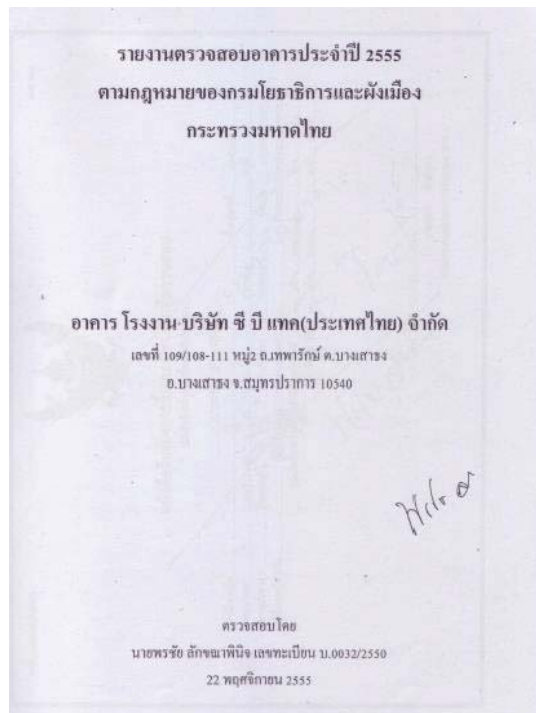 รายงานตรวจสอบอาคารประจำปี 2555
ตามกฎหมายของกรมโยธาธิการและผังเมือง
กระทรวงมหาดไทย
อาคาร โรงงาน บริษัท ซี บี แทค(ประเทศไทย) จำกัด
เลขที่ 109/108-111 หมู่2 ถ.เทพารักษ์ ต.บางเสาธง
อ.บางเสาธง จ.สมุทรปราการ 10540
ตรวจสอบโดย
นายพรชัย ลักขณาพินิจ เลขทะเบียน บ.0032/2550
22 พฤศจิกายน 2555